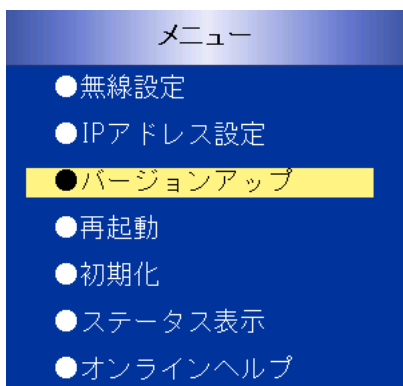 メニュー
●無線設定
●IPアドレス設定
●バージョンアップ
●再起動
●初期化
●ステータス表示
●オンラインヘルプ